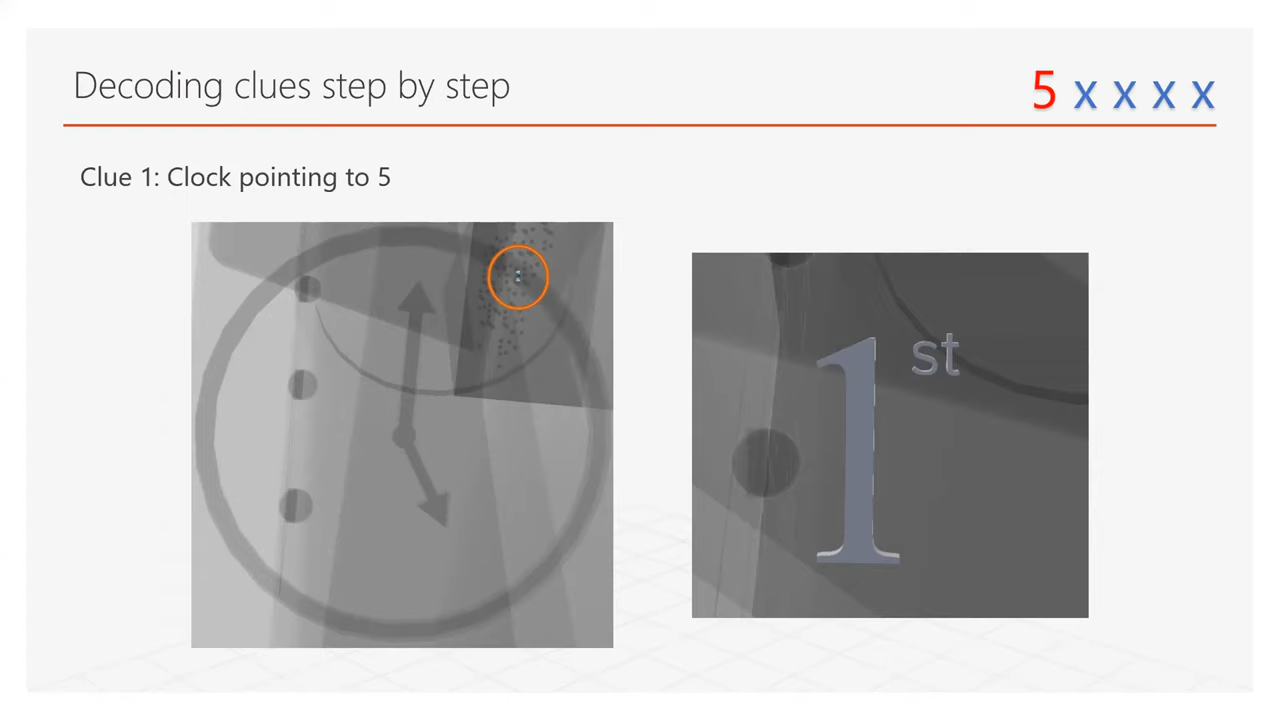 Decoding clues step by step
5 x x x x
Clue 1: Clock pointing to 5
1st